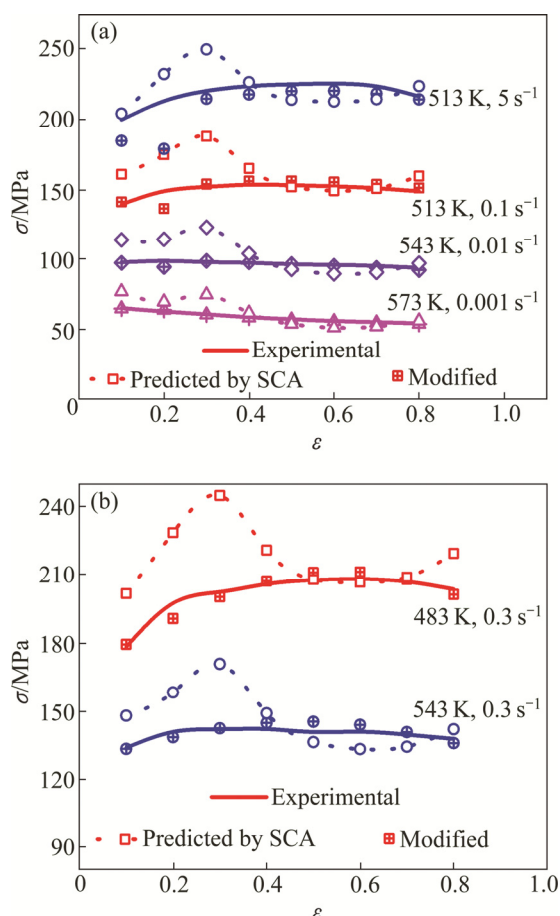 (a)
250
200
150
100
50
0
σ/MPa
513 K, 5 s⁻¹
513 K, 0.1 s⁻¹
543 K, 0.01 s⁻¹
573 K, 0.001 s⁻¹
Experimental
Predicted by SCA
Modified
0.2 0.4 0.6 0.8 1.0
ε
(b)
240
210
180
150
120
90
σ/MPa
483 K, 0.3 s⁻¹
543 K, 0.3 s⁻¹
Experimental
Predicted by SCA
Modified
0 0.2 0.4 0.6 0.8 1.0
ε